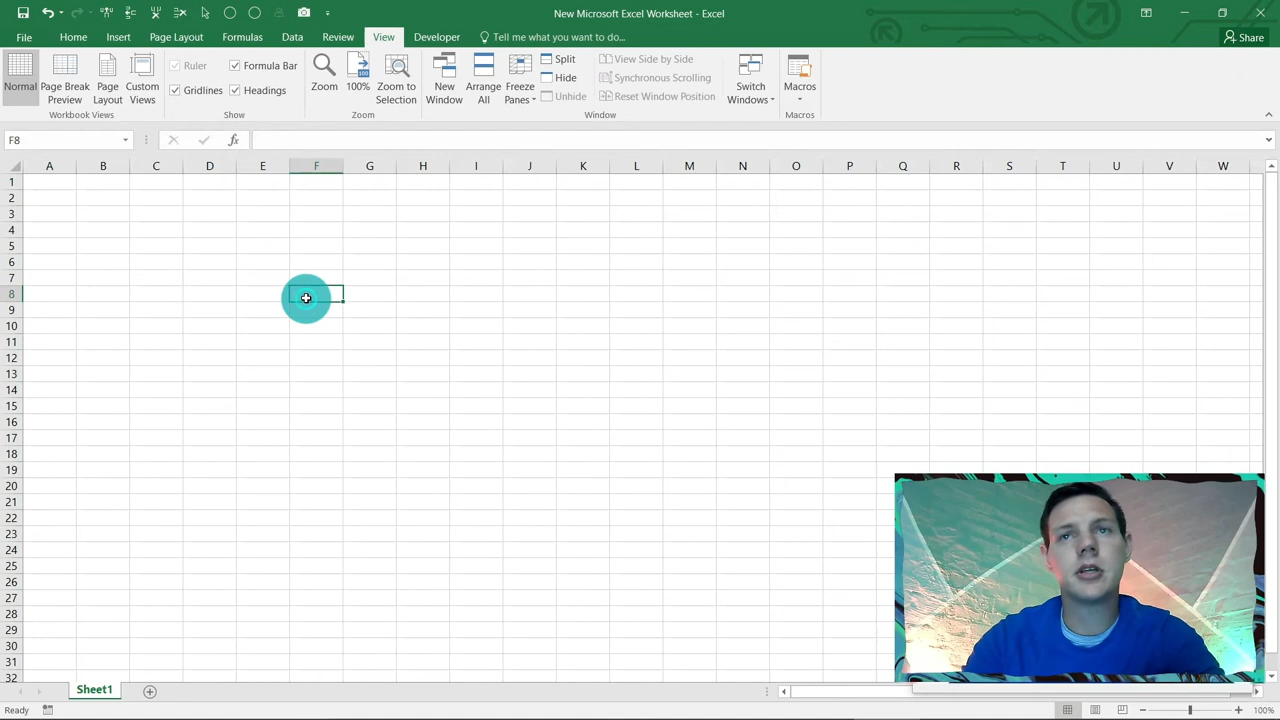 New Microsoft Excel Worksheet - Excel
File Home Insert Page Layout Formulas Data Review View Developer Tell me what you want to do... Share
Normal
Page Break Preview
Page Layout
Custom Views
Workbook Views
Ruler
Formula Bar
Gridlines
Headings
Show
Zoom
100
100%
Zoom to Selection
Zoom
New Window
Arrange All
Freeze Panes
Split
Hide
Unhide
View Side by Side
Synchronous Scrolling
Reset Window Position
Window
Switch Windows
Macros
Macros
F8 fx
A B C D E F G H I J K L M N O P Q R S T U V W
1
2
3
4
5
6
7
8
9
10
11
12
13
14
15
16
17
18
19
20
21
22
23
24
25
26
27
28
29
30
31
32
Sheet1
Ready 100%